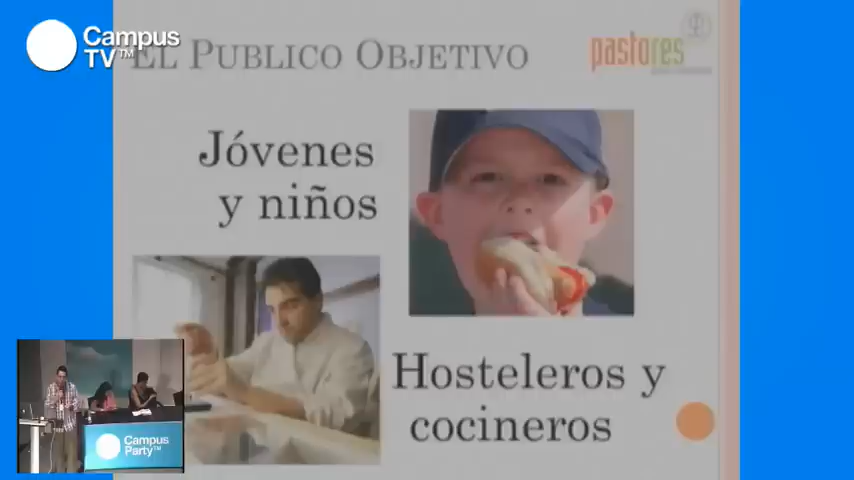 Campus
TV™
EL PUBLICO OBJETIVO
pastores
Jóvenes
y niños
Hosteleros y
cocineros
Campus
Party™